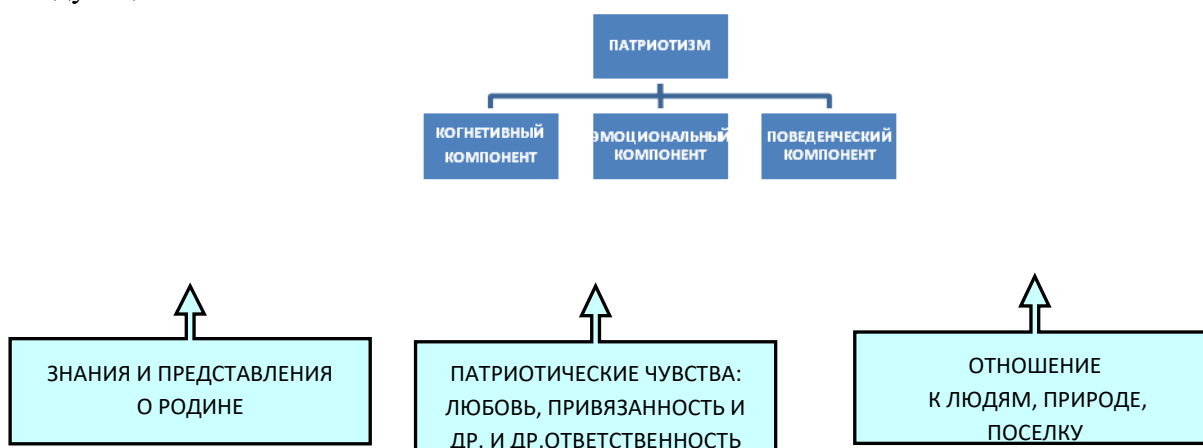 ПАТРИОТИЗМ
КОГНЕТИВНЫЙ
КОМПОНЕНТ
ЭМОЦИОНАЛЬНЫЙ
КОМПОНЕНТ
ПОВЕДЕНЧЕСКИЙ
КОМПОНЕНТ
ЗНАНИЯ И ПРЕДСТАВЛЕНИЯ
О РОДИНЕ
ПАТРИОТИЧЕСКИЕ ЧУВСТВА:
ЛЮБОВЬ, ПРИВЯЗАННОСТЬ И
ДР. И ДР.ОТВЕТСТВЕННОСТЬ
ОТНОШЕНИЕ
К ЛЮДЯМ, ПРИРОДЕ,
ПОСЕЛКУ